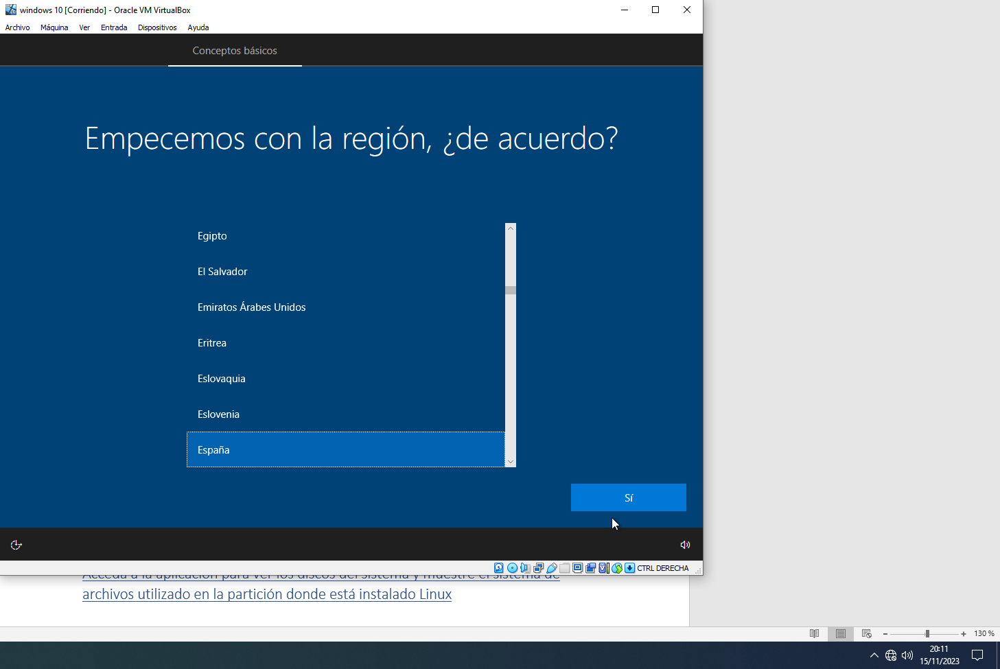 windows 10 [Corriendo] - Oracle VM VirtualBox
Archivo Máquina Ver Entrada Dispositivos Ayuda
Conceptos básicos
Empecemos con la región, ¿de acuerdo?
Egipto
El Salvador
Emiratos Árabes Unidos
Eritrea
Eslovaquia
Eslovenia
España
Sí
CTRL DERECHA
Acceda a la aplicación para ver los discos del sistema y muestre el sistema de
archivos utilizado en la partición donde está instalado Linux
130 %
20:11
15/11/2023